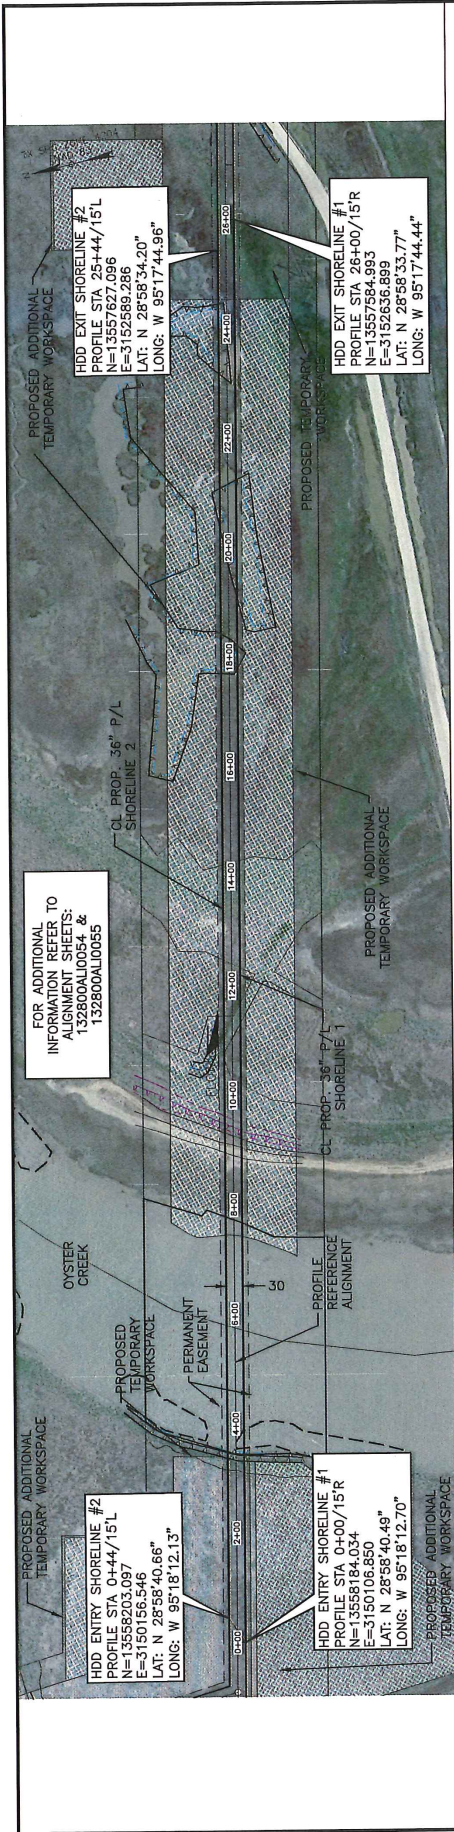 PROPOSED ADDITIONAL
TEMPORARY WORKSPACE
HDD ENTRY SHORELINE #2
PROFILE STA 0+44/15'L
N=13558203.097
E=3150156.546
LAT: N 28°58'40.66"
LONG: W 95°18'12.13"
PROPOSED
TEMPORARY
WORKSPACE
PERMANENT
EASEMENT
OYSTER
CREEK
FOR ADDITIONAL
INFORMATION REFER TO
ALIGNMENT SHEETS:
132800ALI0054 &
132800ALI0055
CL PROP. 36" P/L
SHORELINE 2
PROPOSED ADDITIONAL
TEMPORARY WORKSPACE
HDD EXIT SHORELINE #2
PROFILE STA 25+44/15'L
N=13557627.096
E=3152589.286
LAT: N 28°58'34.20"
LONG: W 95°17'44.96"
0+00
2+00
4+00
6+00
8+00
10+00
12+00
14+00
16+00
18+00
20+00
22+00
24+00
26+00
30
HDD ENTRY SHORELINE #1
PROFILE STA 0+00/15'R
N=13558184.034
E=3150106.850
LAT: N 28°58'40.49"
LONG: W 95°18'12.70"
PROPOSED ADDITIONAL
TEMPORARY WORKSPACE
PROFILE
REFERENCE
ALIGNMENT
CL PROP. 36" P/L
SHORELINE 1
PROPOSED ADDITIONAL
TEMPORARY WORKSPACE
PROPOSED TEMPORARY
WORKSPACE
HDD EXIT SHORELINE #1
PROFILE STA 26+00/15'R
N=13557584.993
E=3152636.899
LAT: N 28°58'33.77"
LONG: W 95°17'44.44"